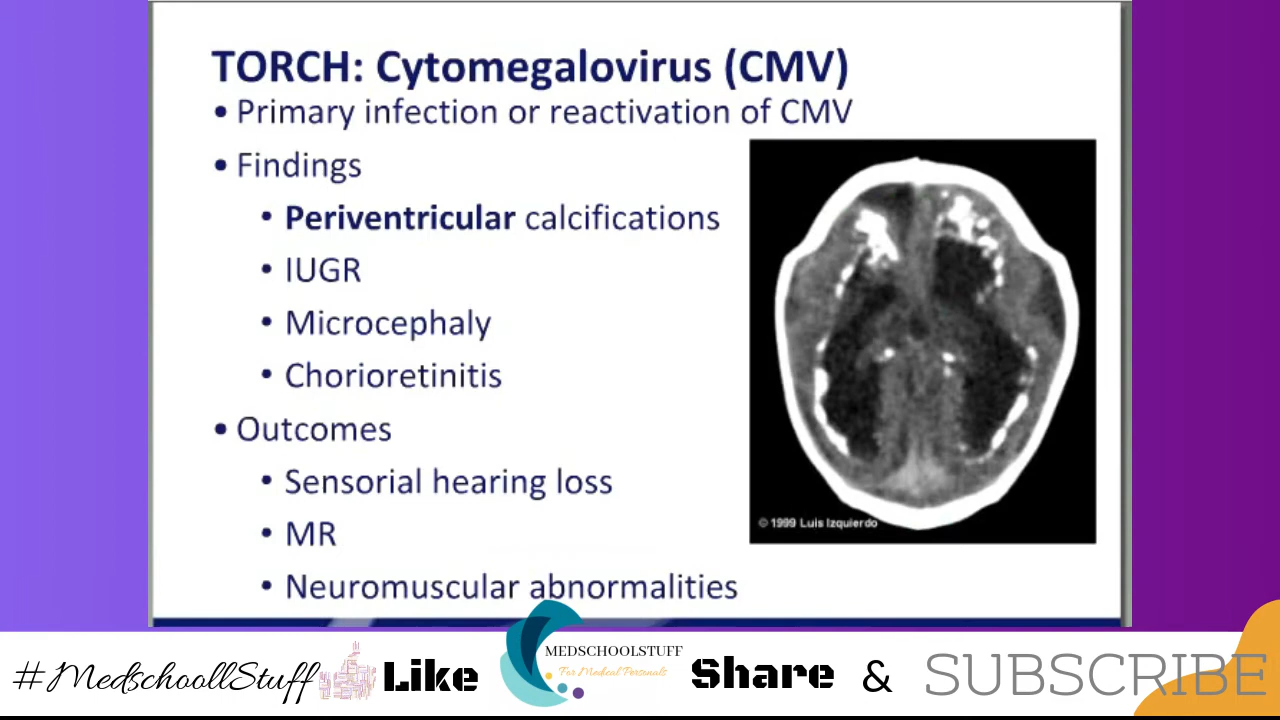 TORCH: Cytomegalovirus (CMV)
• Primary infection or reactivation of CMV
• Findings
• Periventricular calcifications
• IUGR
• Microcephaly
• Chorioretinitis
• Outcomes
• Sensorial hearing loss
• MR
• Neuromuscular abnormalities
© 1999 Luis Izquierdo
#MedschoollStuff Like MEDSCHOOLSTUFF Share & SUBSCRIBE
For Medical Personals